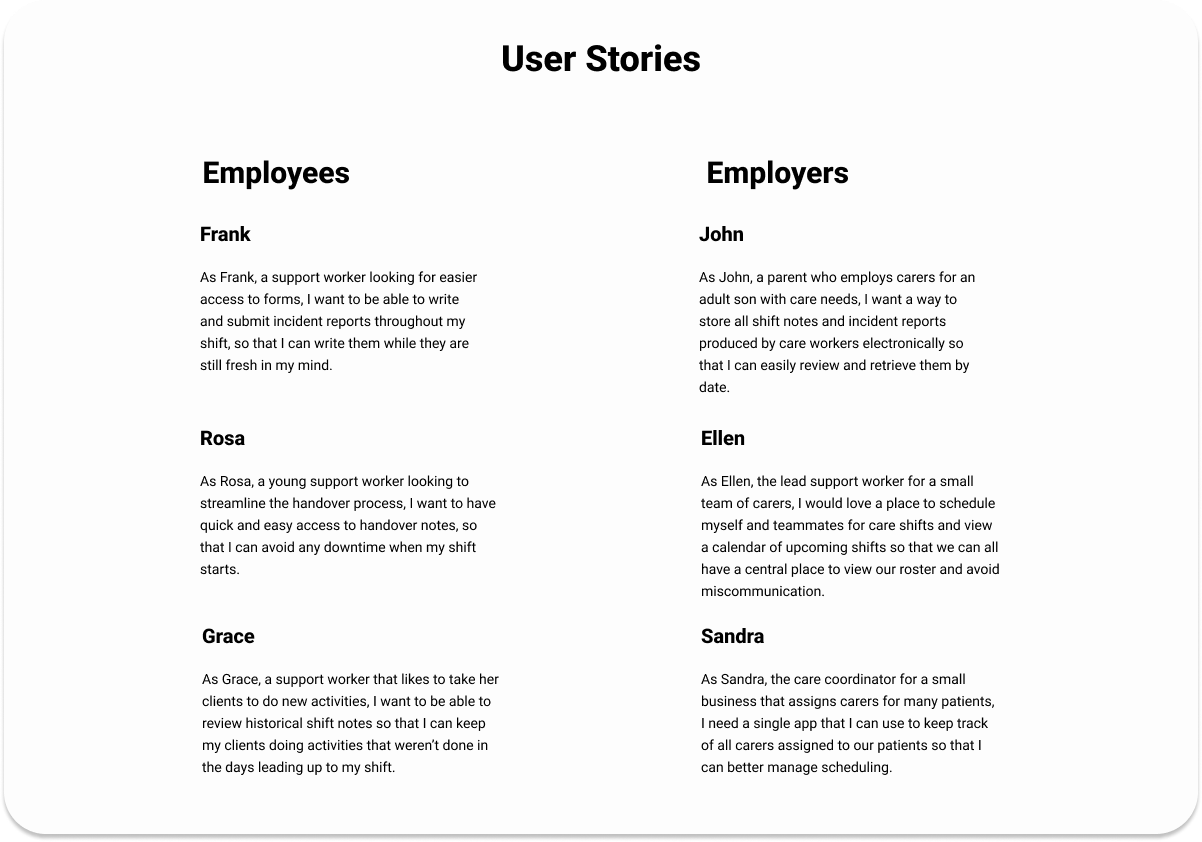 User Stories
Employees
Frank
As Frank, a support worker looking for easier
access to forms, I want to be able to write
and submit incident reports throughout my
shift, so that I can write them while they are
still fresh in my mind.
Rosa
As Rosa, a young support worker looking to
streamline the handover process, I want to have
quick and easy access to handover notes, so
that I can avoid any downtime when my shift
starts.
Grace
As Grace, a support worker that likes to take her
clients to do new activities, I want to be able to
review historical shift notes so that I can keep
my clients doing activities that weren’t done in
the days leading up to my shift.
Employers
John
As John, a parent who employs carers for an
adult son with care needs, I want a way to
store all shift notes and incident reports
produced by care workers electronically so
that I can easily review and retrieve them by
date.
Ellen
As Ellen, the lead support worker for a small
team of carers, I would love a place to schedule
myself and teammates for care shifts and view
a calendar of upcoming shifts so that we can all
have a central place to view our roster and avoid
miscommunication.
Sandra
As Sandra, the care coordinator for a small
business that assigns carers for many patients,
I need a single app that I can use to keep track
of all carers assigned to our patients so that I
can better manage scheduling.